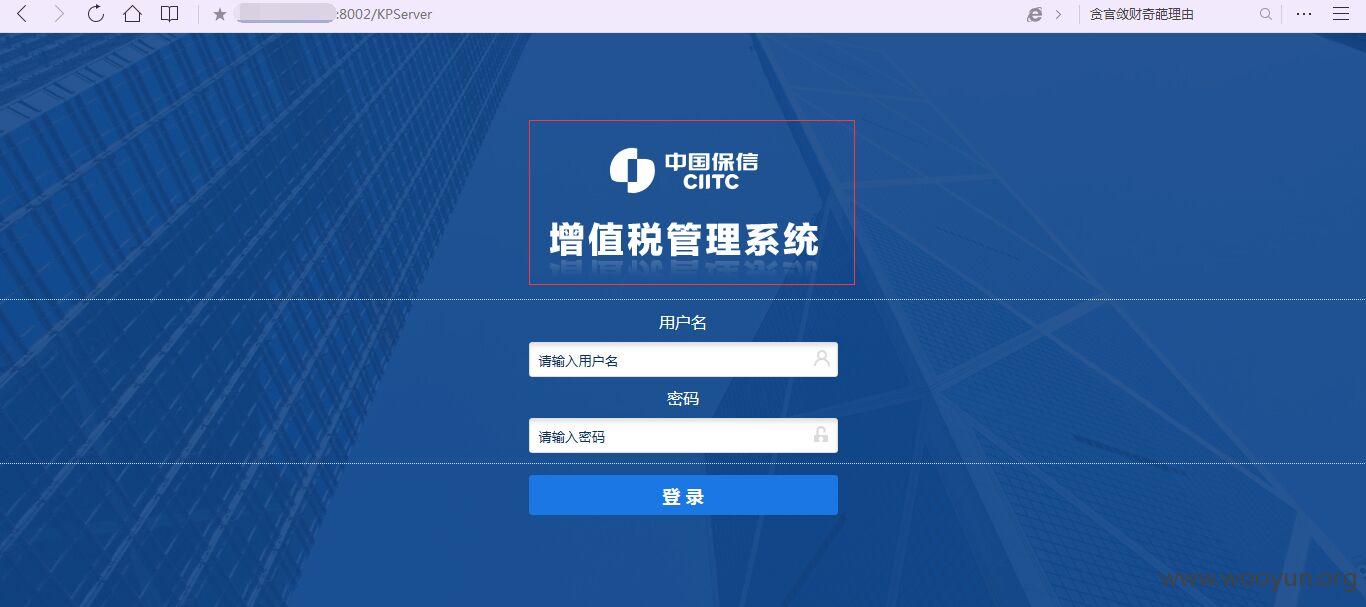 :8002/KPServer
贪官敛财奇葩理由
中国保信
CIITC
增值税管理系统
用户名
请输入用户名
密码
请输入密码
登 录
www.wooyun.org